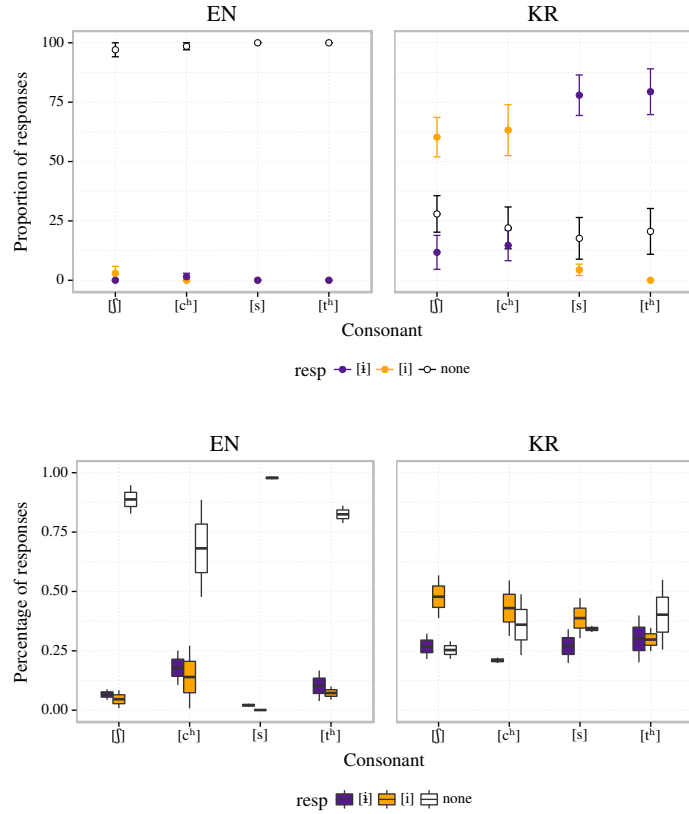 EN KR
Proportion of responses
100
75
50
25
0
[ʃ] [cʰ] [s] [tʰ] [ʃ] [cʰ] [s] [tʰ]
Consonant
resp [ɨ] [i] none
EN KR
Percentage of responses
1.00
0.75
0.50
0.25
0.00
[ʃ] [cʰ] [s] [tʰ] [ʃ] [cʰ] [s] [tʰ]
Consonant
resp [ɨ] [i] none